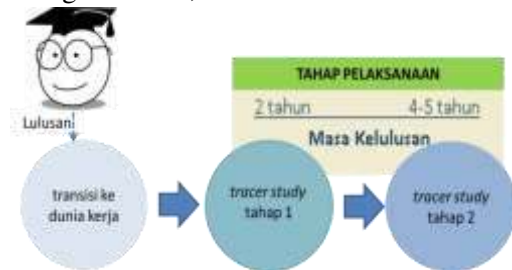 TAHAP PELAKSANAAN
2 tahun 4-5 tahun
Masa Kelulusan
Lulusan
transisi ke
dunia kerja
tracer study
tahap 1
tracer study
tahap 2